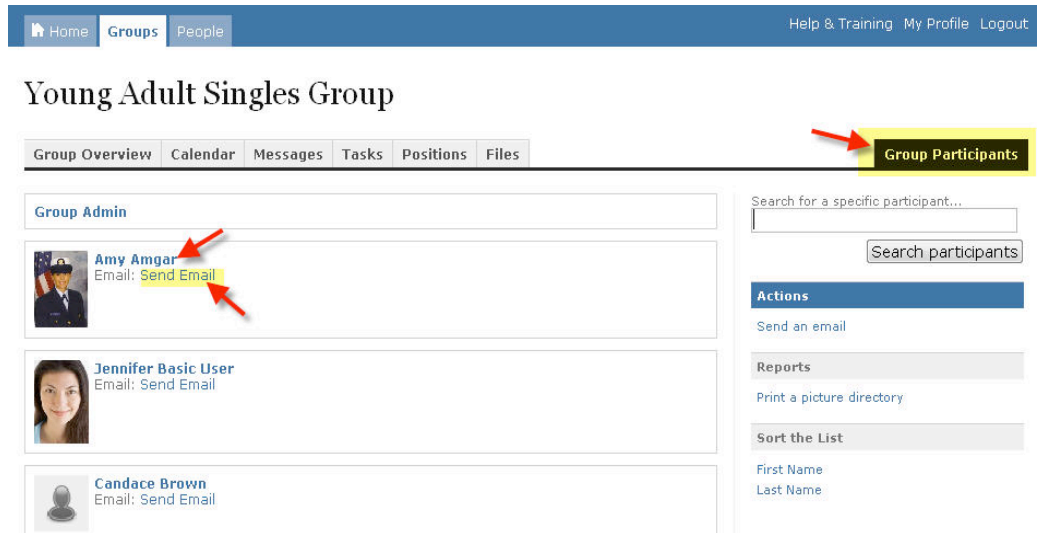 Home Groups People Help & Training My Profile Logout
Young Adult Singles Group
Group Overview Calendar Messages Tasks Positions Files Group Participants
Group Admin
Amy Amgar
Email: Send Email
Jennifer Basic User
Email: Send Email
Candace Brown
Email: Send Email
Search for a specific participant...
Search participants
Actions
Send an email
Reports
Print a picture directory
Sort the List
First Name
Last Name